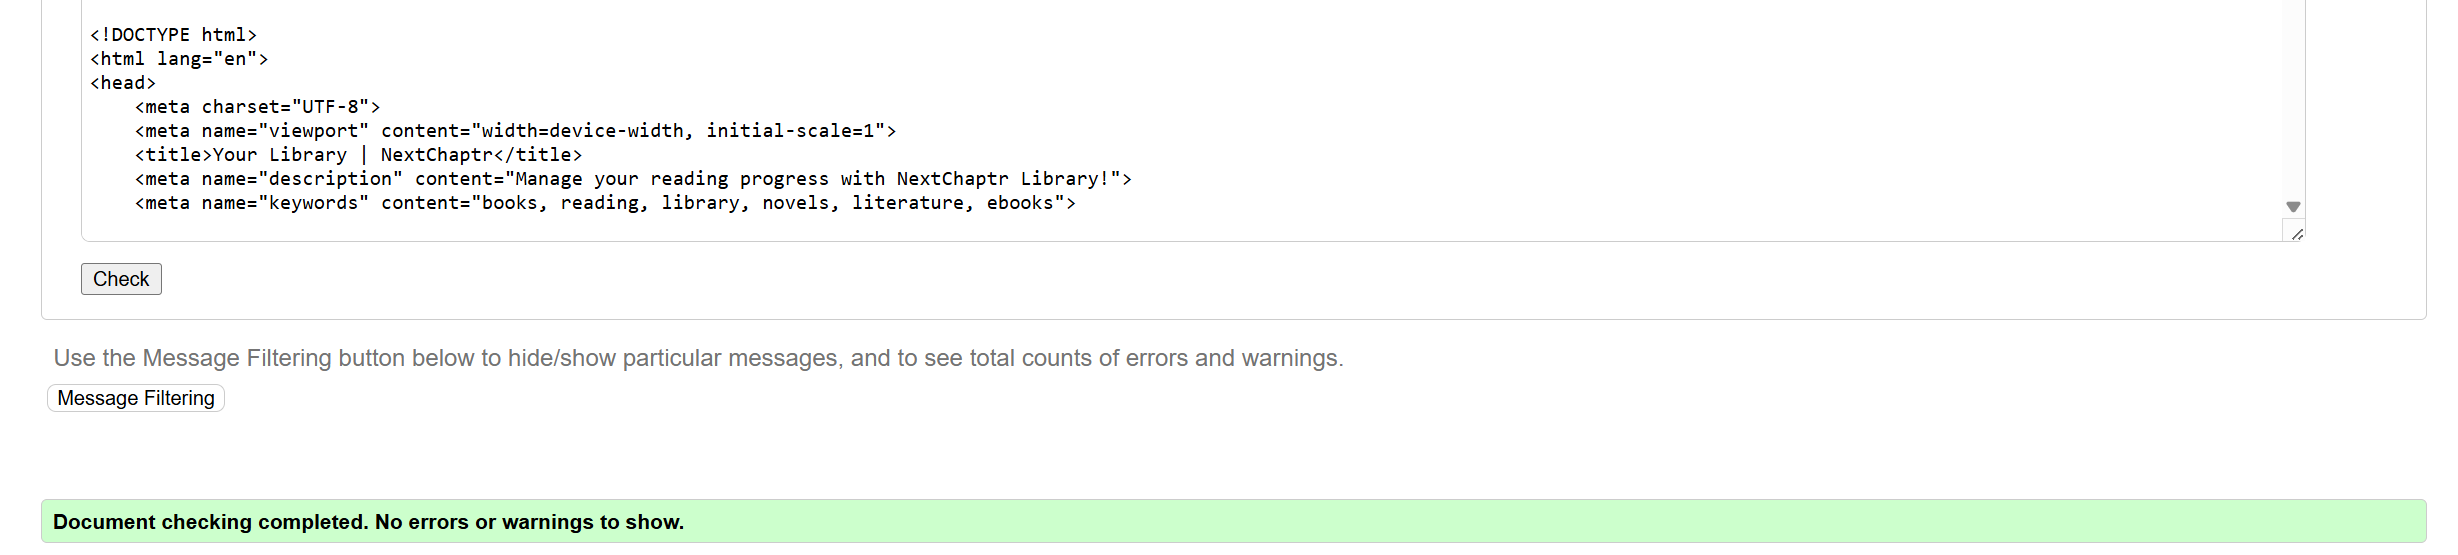 <!DOCTYPE html>
<html lang="en">
<head>
    <meta charset="UTF-8">
    <meta name="viewport" content="width=device-width, initial-scale=1">
    <title>Your Library | NextChaptr</title>
    <meta name="description" content="Manage your reading progress with NextChaptr Library!">
    <meta name="keywords" content="books, reading, library, novels, literature, ebooks">
Check
Use the Message Filtering button below to hide/show particular messages, and to see total counts of errors and warnings.
Message Filtering
Document checking completed. No errors or warnings to show.